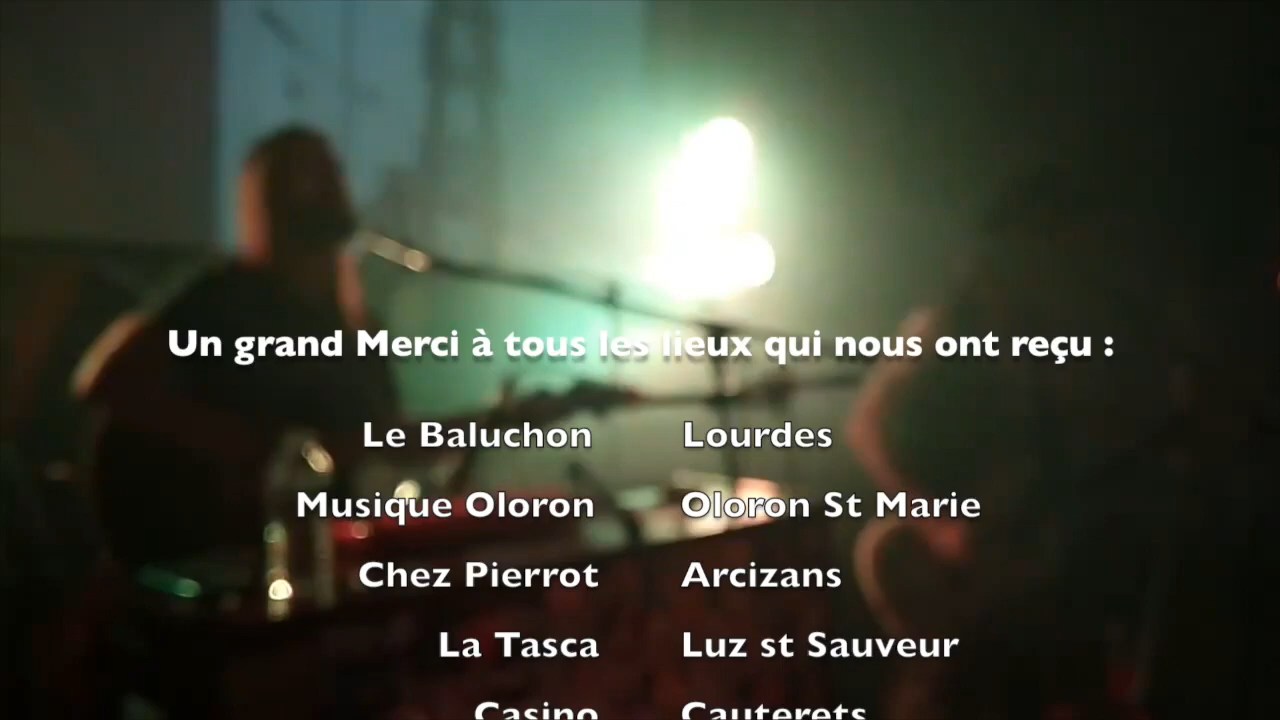 Un grand Merci à tous les lieux qui nous ont reçu :
Le Baluchon Lourdes
Musique Oloron Oloron St Marie
Chez Pierrot Arcizans
La Tasca Luz st Sauveur
Casino Cauterets